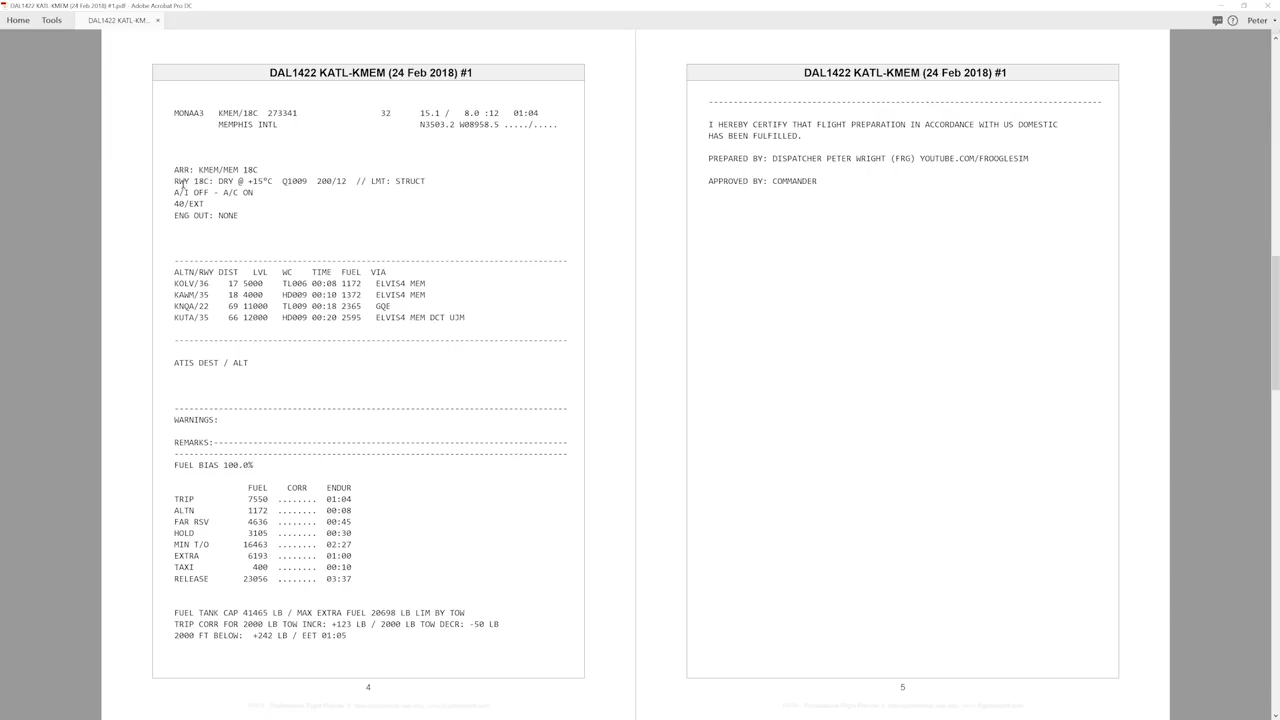 DAL1422 KATL-KMEM (24 Feb 2018) #1.pdf - Adobe Acrobat Pro DC
Home Tools DAL1422 KATL-KM... × Peter
DAL1422 KATL-KMEM (24 Feb 2018) #1
MONAA3 KMEM/18C 273341 32 15.1 / 8.0 :12 01:04
MEMPHIS INTL N3503.2 W08958.5 ...../.....
ARR: KMEM/MEM 18C
RWY 18C: DRY @ +15°C Q1009 200/12 // LMT: STRUCT
A/I OFF - A/C ON
40/EXT
ENG OUT: NONE
--------------------------------------------------------------------------------
ALTN/RWY DIST LVL WC TIME FUEL VIA
KOLV/36 17 5000 TL006 00:08 1172 ELVIS4 MEM
KAWM/35 18 4000 HD009 00:10 1372 ELVIS4 MEM
KNQA/22 69 11000 TL009 00:18 2365 GQE
KUTA/35 66 12000 HD009 00:20 2595 ELVIS4 MEM DCT UJM
--------------------------------------------------------------------------------
ATIS DEST / ALT
--------------------------------------------------------------------------------
WARNINGS:
REMARKS:------------------------------------------------------------------------
--------------------------------------------------------------------------------
FUEL BIAS 100.0%
FUEL CORR ENDUR
TRIP 7550 ........ 01:04
ALTN 1172 ........ 00:08
FAR RSV 4636 ........ 00:45
HOLD 3105 ........ 00:30
MIN T/O 16463 ........ 02:27
EXTRA 6193 ........ 01:00
TAXI 400 ........ 00:10
RELEASE 23056 ........ 03:37
FUEL TANK CAP 41465 LB / MAX EXTRA FUEL 20698 LB LIM BY TOW
TRIP CORR FOR 2000 LB TOW INCR: +123 LB / 2000 LB TOW DECR: -50 LB
2000 FT BELOW: +242 LB / EET 01:05
4
DAL1422 KATL-KMEM (24 Feb 2018) #1
--------------------------------------------------------------------------------
I HEREBY CERTIFY THAT FLIGHT PREPARATION IN ACCORDANCE WITH US DOMESTIC
HAS BEEN FULFILLED.
PREPARED BY: DISPATCHER PETER WRIGHT (FRG) YOUTUBE.COM/FROOGLESIM
APPROVED BY: COMMANDER
5